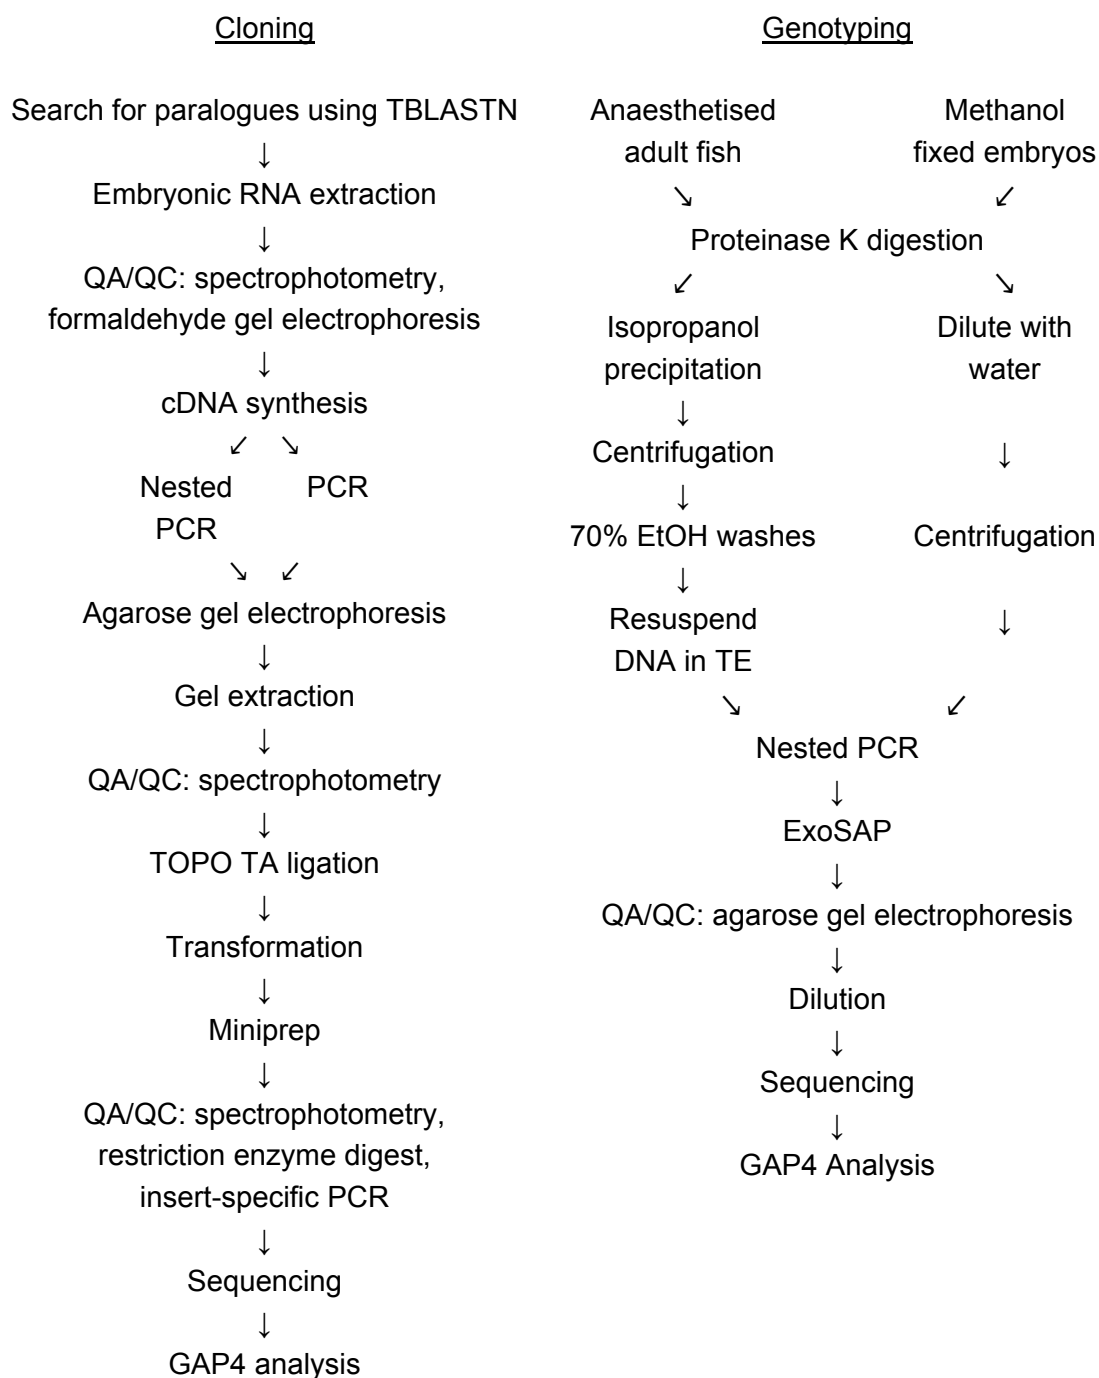 Cloning
Search for paralogues using TBLASTN
↓
Embryonic RNA extraction
↓
QA/QC: spectrophotometry,
formaldehyde gel electrophoresis
↓
cDNA synthesis
↙ ↘
Nested PCR
PCR
↘ ↙
Agarose gel electrophoresis
↓
Gel extraction
↓
QA/QC: spectrophotometry
↓
TOPO TA ligation
↓
Transformation
↓
Miniprep
↓
QA/QC: spectrophotometry,
restriction enzyme digest,
insert-specific PCR
↓
Sequencing
↓
GAP4 analysis
Genotyping
Anaesthetised Methanol
adult fish fixed embryos
↘ ↙
Proteinase K digestion
↙ ↘
Isopropanol Dilute with
precipitation water
↓
Centrifugation ↓
↓
70% EtOH washes Centrifugation
↓
Resuspend ↓
DNA in TE
↘ ↙
Nested PCR
↓
ExoSAP
↓
QA/QC: agarose gel electrophoresis
↓
Dilution
↓
Sequencing
↓
GAP4 Analysis